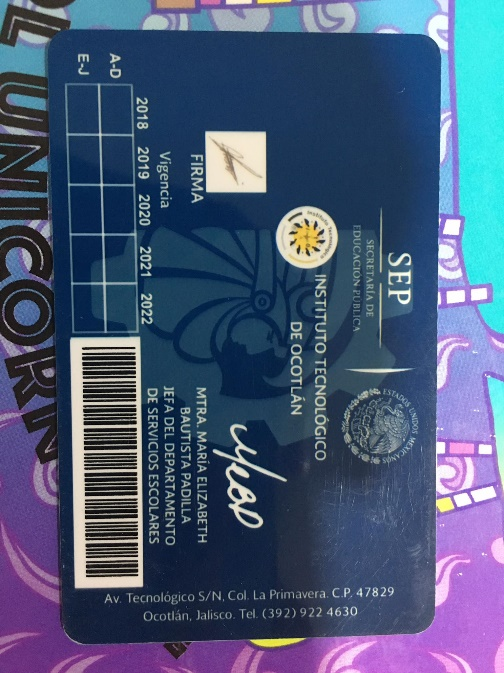 SEP
SECRETARÍA DE
EDUCACIÓN PÚBLICA
ESTADOS UNIDOS MEXICANOS
INSTITUTO TECNOLÓGICO
DE OCOTLÁN
FIRMA
Vigencia
2018 2019 2020 2021 2022
A-D
E-J
MTRA. MARÍA ELIZABETH
BAUTISTA PADILLA
JEFA DEL DEPARTAMENTO
DE SERVICIOS ESCOLARES
Av. Tecnológico S/N, Col. La Primavera. C.P. 47829
Ocotlán, Jalisco. Tel. (392) 922 4630
UNICORN